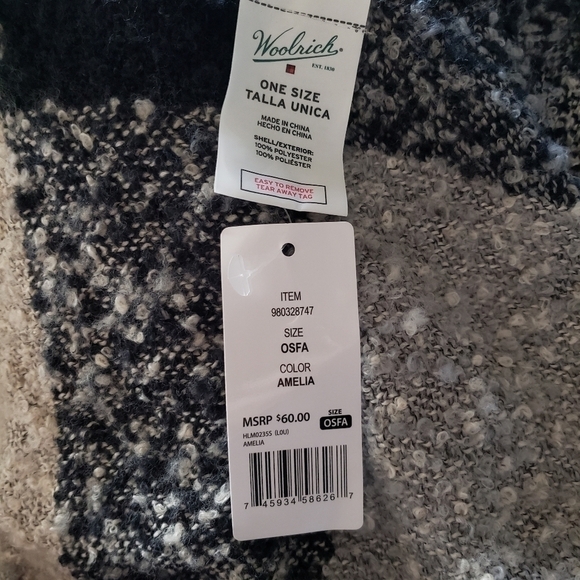 Woolrich®
EST. 1830
ONE SIZE
TALLA UNICA
MADE IN CHINA
HECHO EN CHINA
SHELL/EXTERIOR:
100% POLYESTER
100% POLIÉSTER
EASY TO REMOVE
TEAR AWAY TAG
ITEM
980328747
SIZE
OSFA
COLOR
AMELIA
MSRP $60.00
SIZE
OSFA
HLM0235S (L0U)
AMELIA
7 45934 58626 7